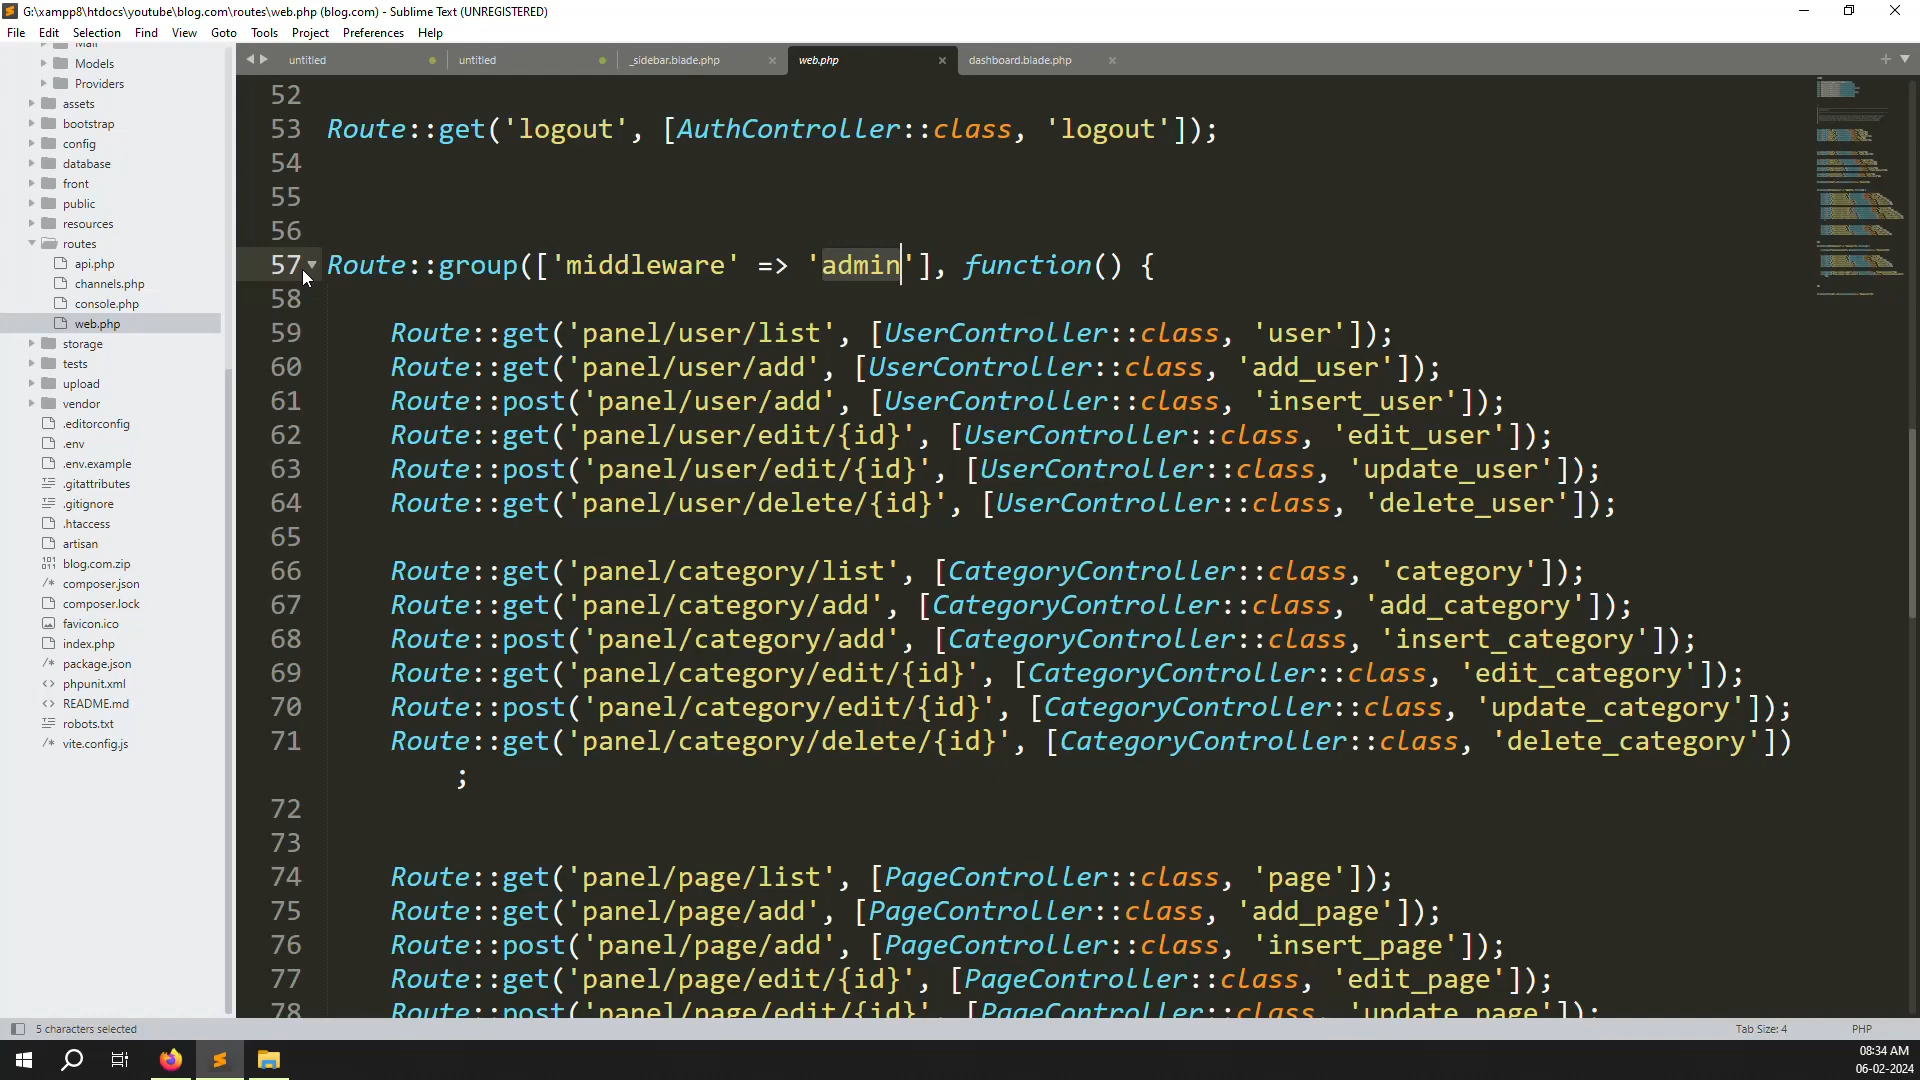 G:\xampp8\htdocs\youtube\blog.com\routes\web.php (blog.com) - Sublime Text (UNREGISTERED)
File Edit Selection Find View Goto Tools Project Preferences Help
untitled untitled _sidebar.blade.php web.php dashboard.blade.php
Mail
Models
Providers
assets
bootstrap
config
database
front
public
resources
routes
api.php
channels.php
console.php
web.php
storage
tests
upload
vendor
.editorconfig
.env
.env.example
.gitattributes
.gitignore
.htaccess
artisan
blog.com.zip
composer.json
composer.lock
favicon.ico
index.php
package.json
phpunit.xml
README.md
robots.txt
vite.config.js
52
53 Route::get('logout', [AuthController::class, 'logout']);
54
55
56
57 Route::group(['middleware' => 'admin'], function() {
58
59 Route::get('panel/user/list', [UserController::class, 'user']);
60 Route::get('panel/user/add', [UserController::class, 'add_user']);
61 Route::post('panel/user/add', [UserController::class, 'insert_user']);
62 Route::get('panel/user/edit/{id}', [UserController::class, 'edit_user']);
63 Route::post('panel/user/edit/{id}', [UserController::class, 'update_user']);
64 Route::get('panel/user/delete/{id}', [UserController::class, 'delete_user']);
65
66 Route::get('panel/category/list', [CategoryController::class, 'category']);
67 Route::get('panel/category/add', [CategoryController::class, 'add_category']);
68 Route::post('panel/category/add', [CategoryController::class, 'insert_category']);
69 Route::get('panel/category/edit/{id}', [CategoryController::class, 'edit_category']);
70 Route::post('panel/category/edit/{id}', [CategoryController::class, 'update_category']);
71 Route::get('panel/category/delete/{id}', [CategoryController::class, 'delete_category'])
;
72
73
74 Route::get('panel/page/list', [PageController::class, 'page']);
75 Route::get('panel/page/add', [PageController::class, 'add_page']);
76 Route::post('panel/page/add', [PageController::class, 'insert_page']);
77 Route::get('panel/page/edit/{id}', [PageController::class, 'edit_page']);
78 Route::post('panel/page/edit/{id}', [PageController::class, 'update_page']);
5 characters selected Tab Size: 4 PHP
08:34 AM
06-02-2024